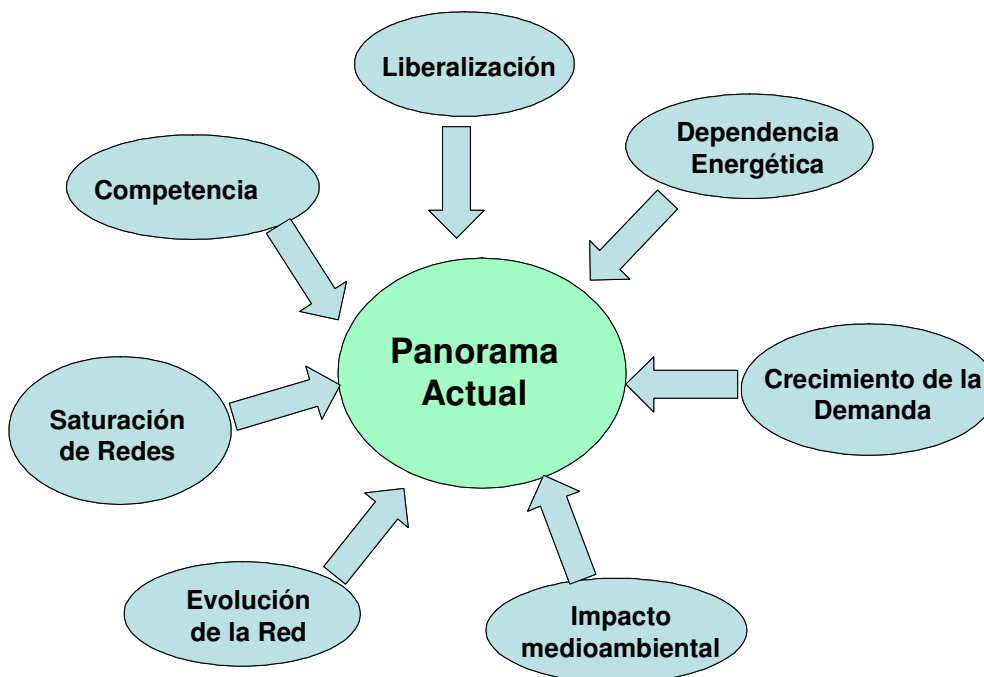 Liberalización
Dependencia
Energética
Competencia
Panorama
Actual
Crecimiento de la
Demanda
Saturación
de Redes
Evolución
de la Red
Impacto
medioambiental